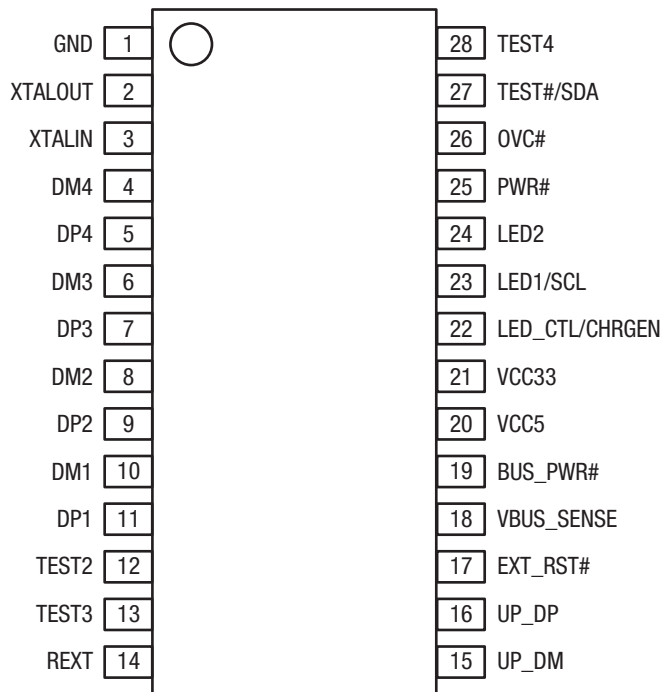 GND 1 28 TEST4
XTALOUT 2 27 TEST#/SDA
XTALIN 3 26 OVC#
DM4 4 25 PWR#
DP4 5 24 LED2
DM3 6 23 LED1/SCL
DP3 7 22 LED_CTL/CHRGEN
DM2 8 21 VCC33
DP2 9 20 VCC5
DM1 10 19 BUS_PWR#
DP1 11 18 VBUS_SENSE
TEST2 12 17 EXT_RST#
TEST3 13 16 UP_DP
REXT 14 15 UP_DM